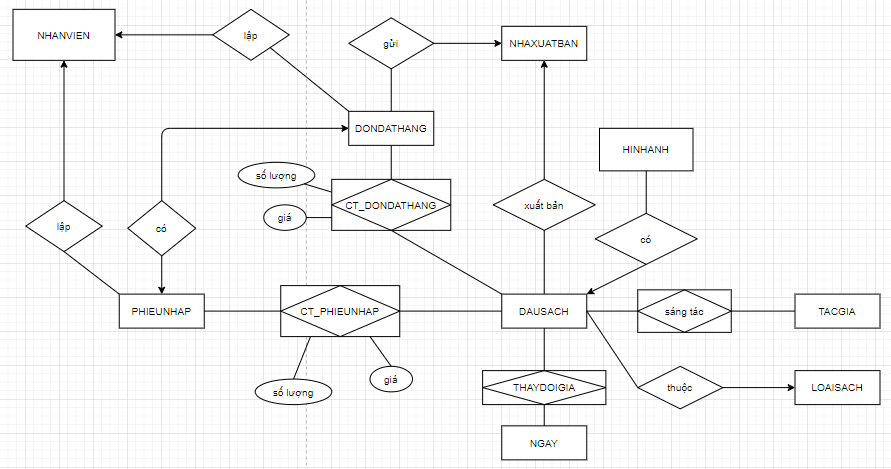 NHANVIEN
lập
gửi
NHAXUATBAN
DONDATHANG
HINHANH
số lượng
CT_DONDATHANG
giá
xuất bản
lập
có
có
PHIEUNHAP
CT_PHIEUNHAP
DAUSACH
sáng tác
TACGIA
số lượng
giá
THAYDOIGIA
thuộc
LOAISACH
NGAY